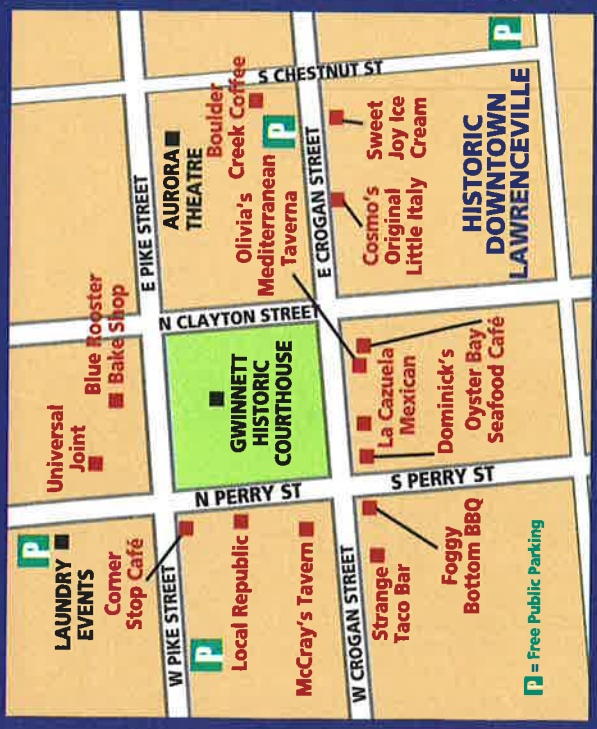 S CHESTNUT ST
P
E PIKE STREET
AURORA
THEATRE
Boulder
Creek Coffee
P
Olivia's
Mediterranean
Taverna
E CROGAN STREET
Sweet
Joy Ice
Cream
Cosmo's
Original
Little Italy
HISTORIC
DOWNTOWN
LAWRENCEVILLE
N CLAYTON STREET
Universal
Joint
Blue Rooster
Bake Shop
GWINNETT
HISTORIC
COURTHOUSE
La Cazuela
Mexican
Dominick's
Oyster Bay
Seafood Café
N PERRY ST
S PERRY ST
P
LAUNDRY
EVENTS
Corner
Stop Café
W PIKE STREET
P
Local Republic
McCray's Tavern
W CROGAN STREET
Strange
Taco Bar
Foggy
Bottom BBQ
P = Free Public Parking